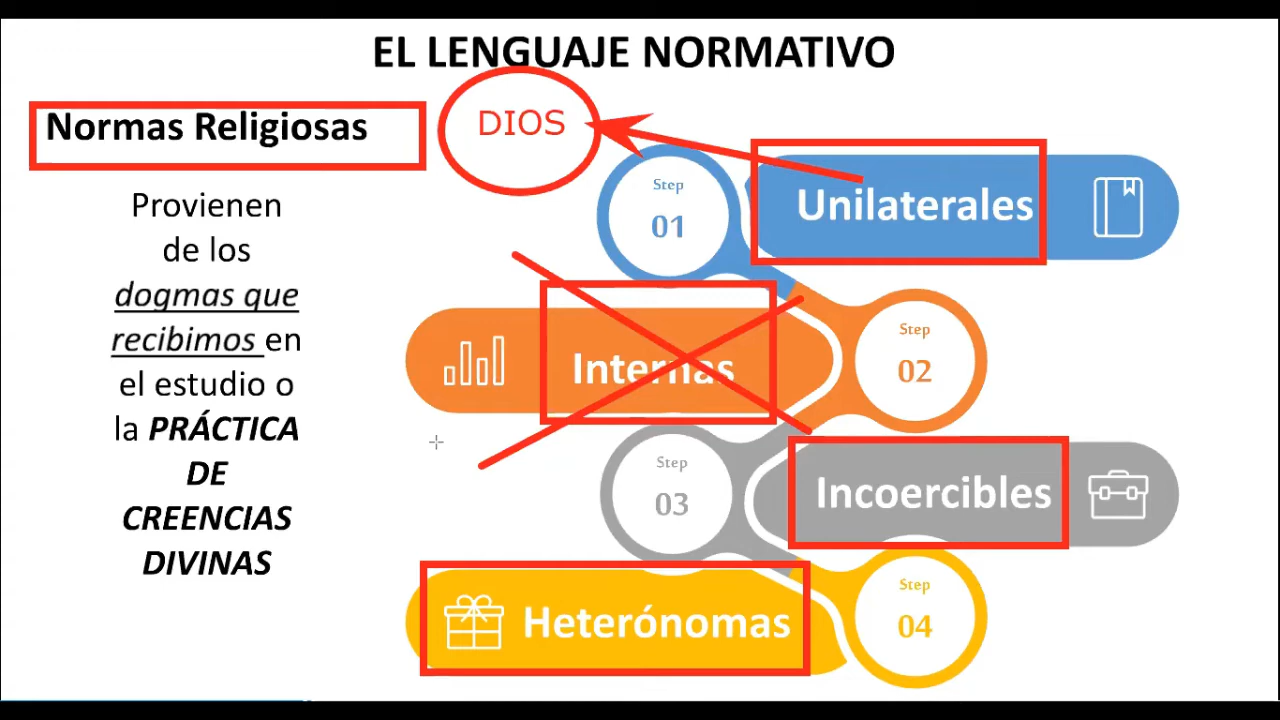 EL LENGUAJE NORMATIVO
Normas Religiosas
DIOS
Provienen
de los
dogmas que
recibimos en
el estudio o
la PRÁCTICA
DE
CREENCIAS
DIVINAS
Step
01
Unilaterales
Internas
Step
02
Step
03
Incoercibles
Heterónomas
Step
04